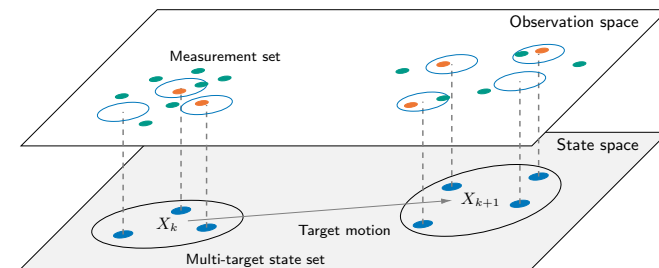 Observation space
Measurement set
State space
$X_k$
$X_{k+1}$
Target motion
Multi-target state set